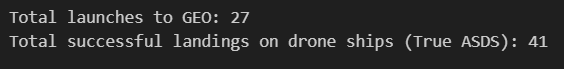 Total launches to GEO: 27
Total successful landings on drone ships (True ASDS): 41